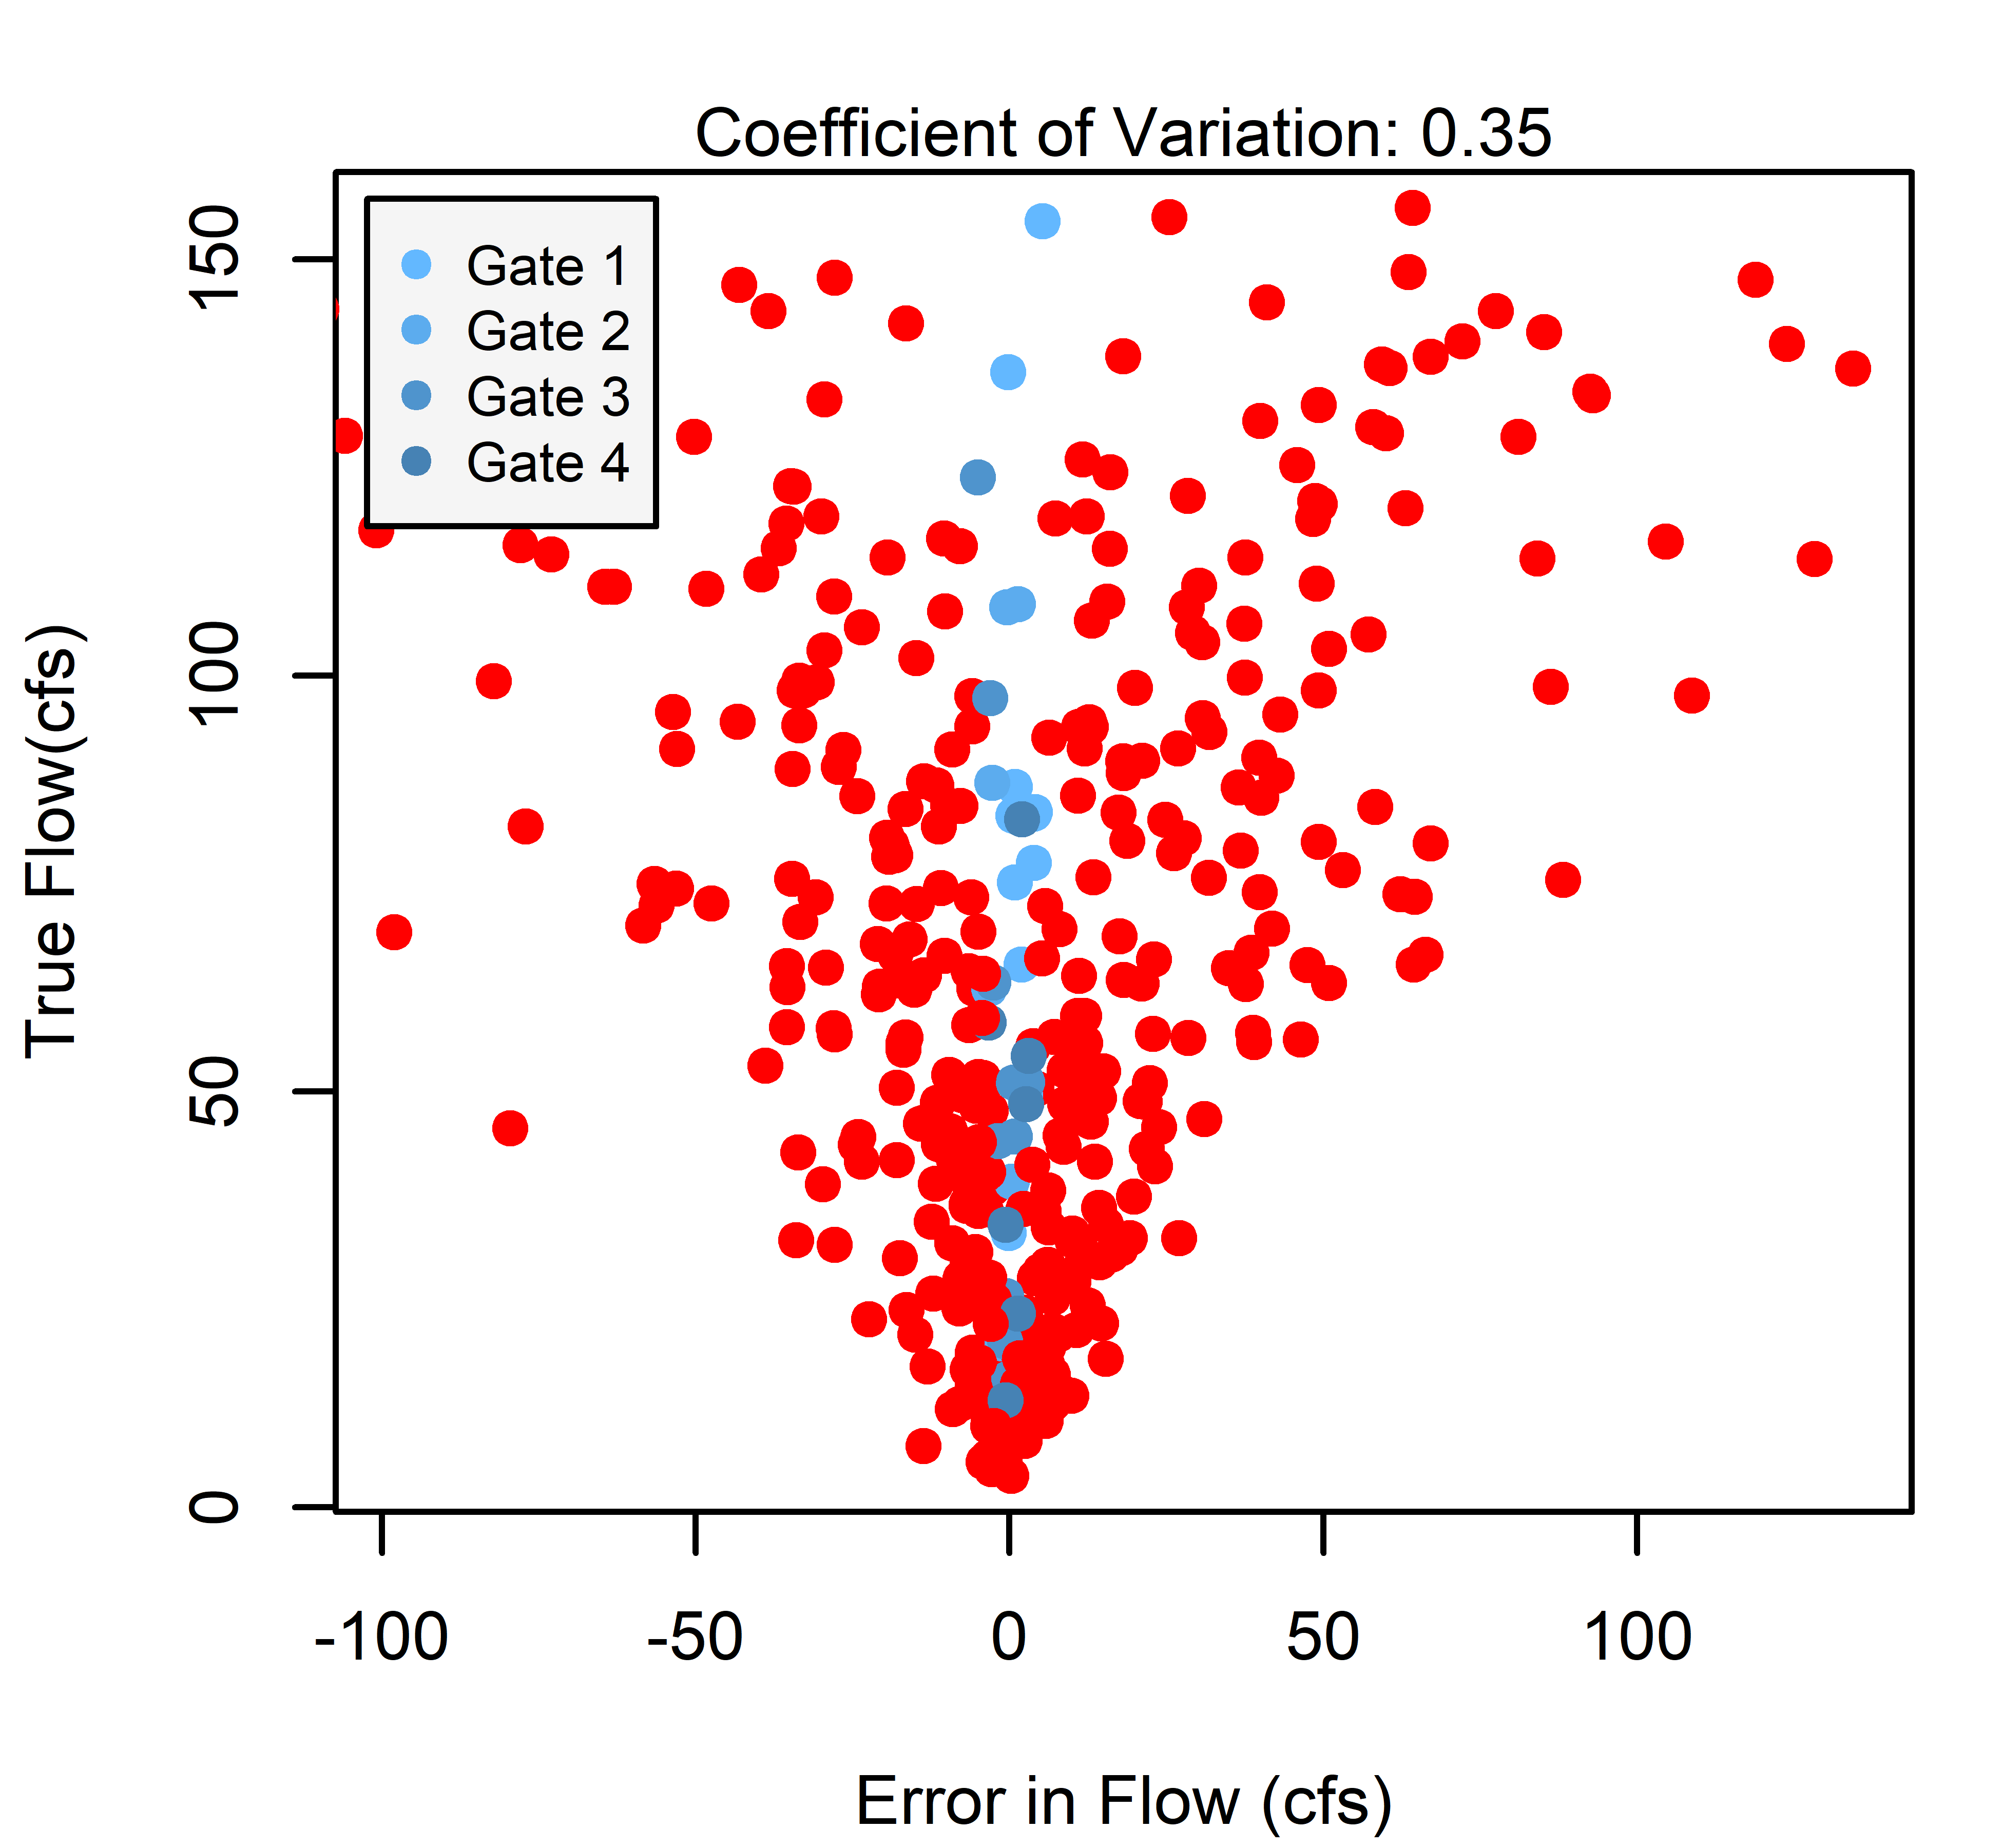 Coefficient of Variation: 0.35
Gate 1
Gate 2
Gate 3
Gate 4
True Flow(cfs)
150
100
50
0
-100 -50 0 50 100
Error in Flow (cfs)